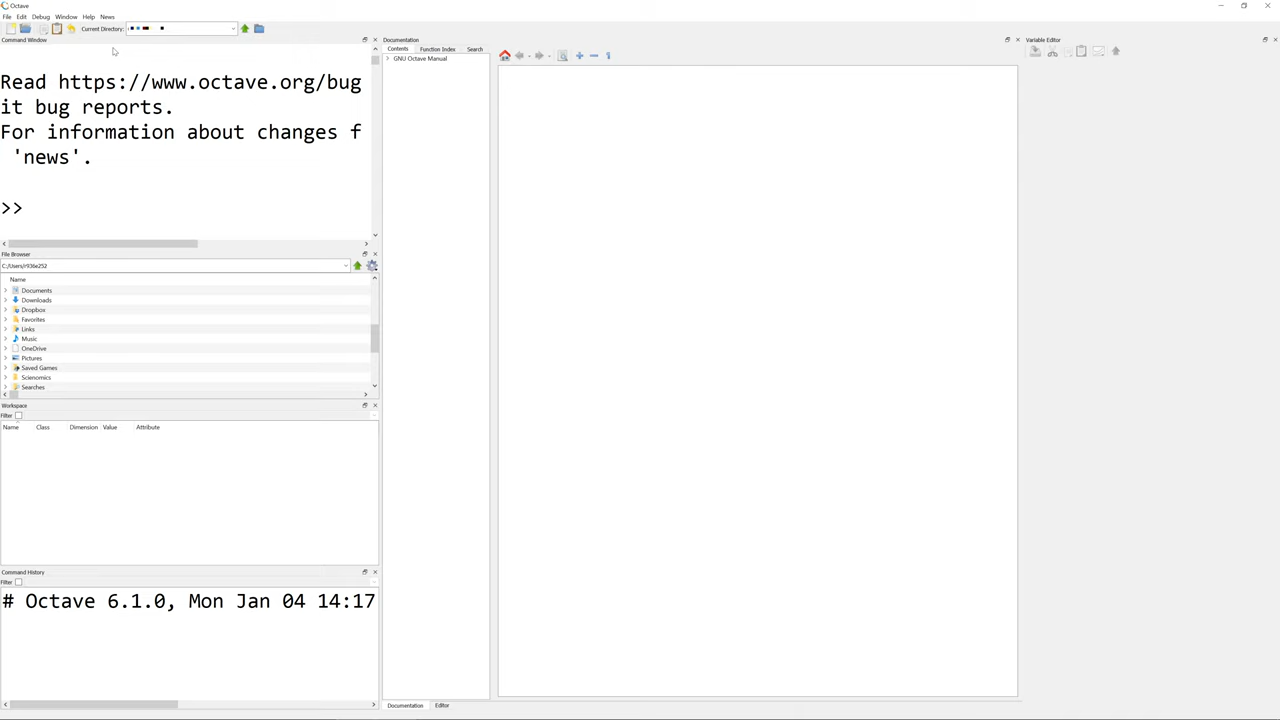 Octave
File Edit Debug Window Help News
Current Directory:
Command Window
Read https://www.octave.org/bug
it bug reports.
For information about changes f
'news'.
>>
File Browser
C:/Users/r936e252
Name
Documents
Downloads
Dropbox
Favorites
Links
Music
OneDrive
Pictures
Saved Games
Scienomics
Searches
Workspace
Filter
Name Class Dimension Value Attribute
Command History
Filter
# Octave 6.1.0, Mon Jan 04 14:17
Documentation
Contents Function Index Search
GNU Octave Manual
Documentation Editor
Variable Editor